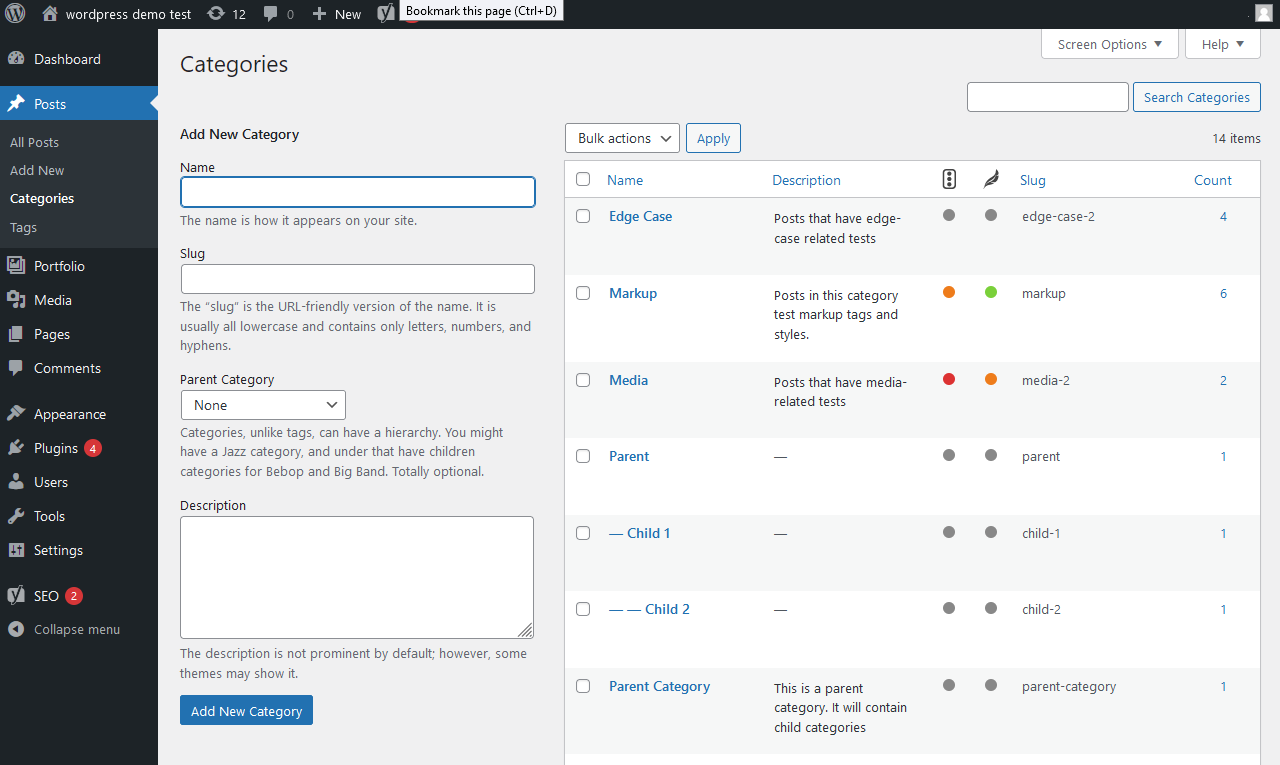 wordpress demo test 12 0 New Bookmark this page (Ctrl+D)
Screen Options Help
Dashboard
Posts
All Posts
Add New
Categories
Tags
Portfolio
Media
Pages
Comments
Appearance
Plugins 4
Users
Tools
Settings
SEO 2
Collapse menu
Categories
Search Categories
Add New Category
Name
The name is how it appears on your site.
Slug
The “slug” is the URL-friendly version of the name. It is
usually all lowercase and contains only letters, numbers, and
hyphens.
Parent Category
None
Categories, unlike tags, can have a hierarchy. You might
have a Jazz category, and under that have children
categories for Bebop and Big Band. Totally optional.
Description
The description is not prominent by default; however, some
themes may show it.
Add New Category
Bulk actions Apply 14 items
Name Description Slug Count
Edge Case Posts that have edge- edge-case-2 4
case related tests
Markup Posts in this category markup 6
test markup tags and
styles.
Media Posts that have media- media-2 2
related tests
Parent — parent 1
— Child 1 — child-1 1
— — Child 2 — child-2 1
Parent Category This is a parent parent-category 1
category. It will contain
child categories